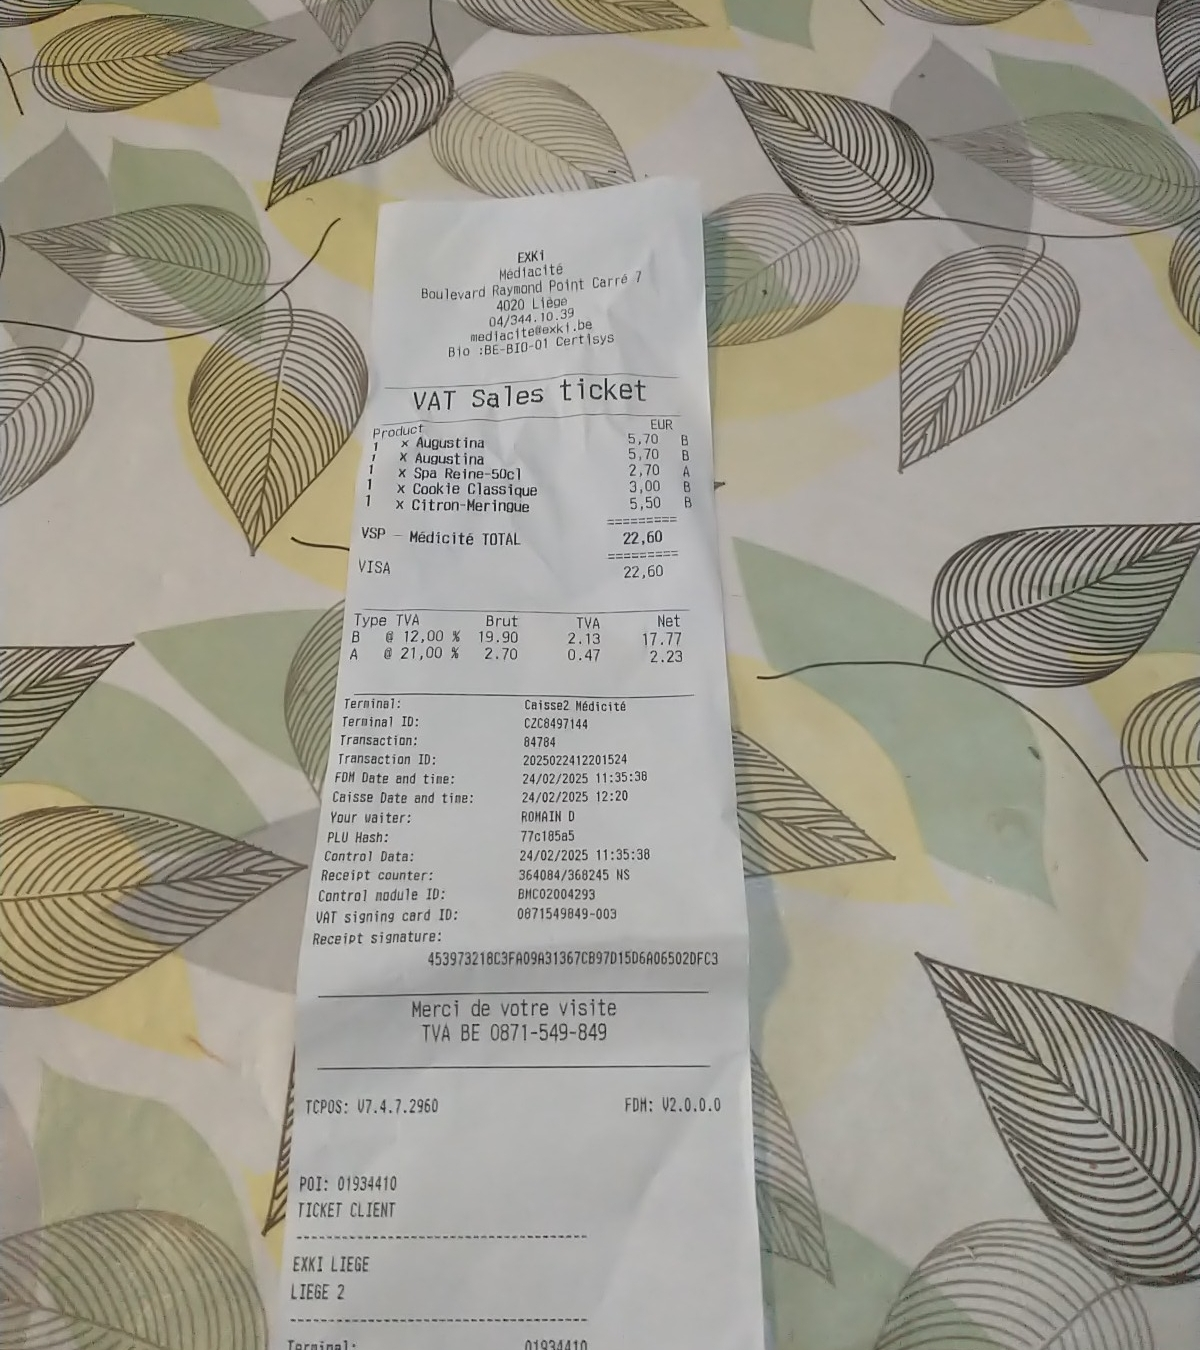 EXKi
Médiacité
Boulevard Raymond Point Carré 7
4020 Liège
04/344.10.39
mediacite@exki.be
Bio :BE-BIO-01 Certisys
VAT Sales ticket
Product EUR
1 x Augustina 5,70 B
1 x Augustina 5,70 B
1 x Spa Reine-50cl 2,70 A
1 x Cookie Classique 3,00 B
1 x Citron-Meringue 5,50 B
=========
VSP - Médicité TOTAL 22,60
=========
VISA 22,60
Type TVA Brut TVA Net
B @ 12,00 % 19.90 2.13 17.77
A @ 21,00 % 2.70 0.47 2.23
Terminal: Caisse2 Médicité
Terminal ID: CZC8497144
Transaction: 84784
Transaction ID: 2025022412201524
FDM Date and time: 24/02/2025 11:35:38
Caisse Date and time: 24/02/2025 12:20
Your waiter: ROMAIN D
PLU Hash: 77c185a5
Control Data: 24/02/2025 11:35:38
Receipt counter: 364084/368245 NS
Control module ID: BMC02004293
VAT signing card ID: 0871549849-003
Receipt signature:
453973218C3FA09A31367CB97D15D6A06502DFC3
Merci de votre visite
TVA BE 0871-549-849
TCPOS: V7.4.7.2960 FDM: V2.0.0.0
POI: 01934410
TICKET CLIENT
--------------------------------
EXKI LIEGE
LIEGE 2
--------------------------------
Terminal: 01934410